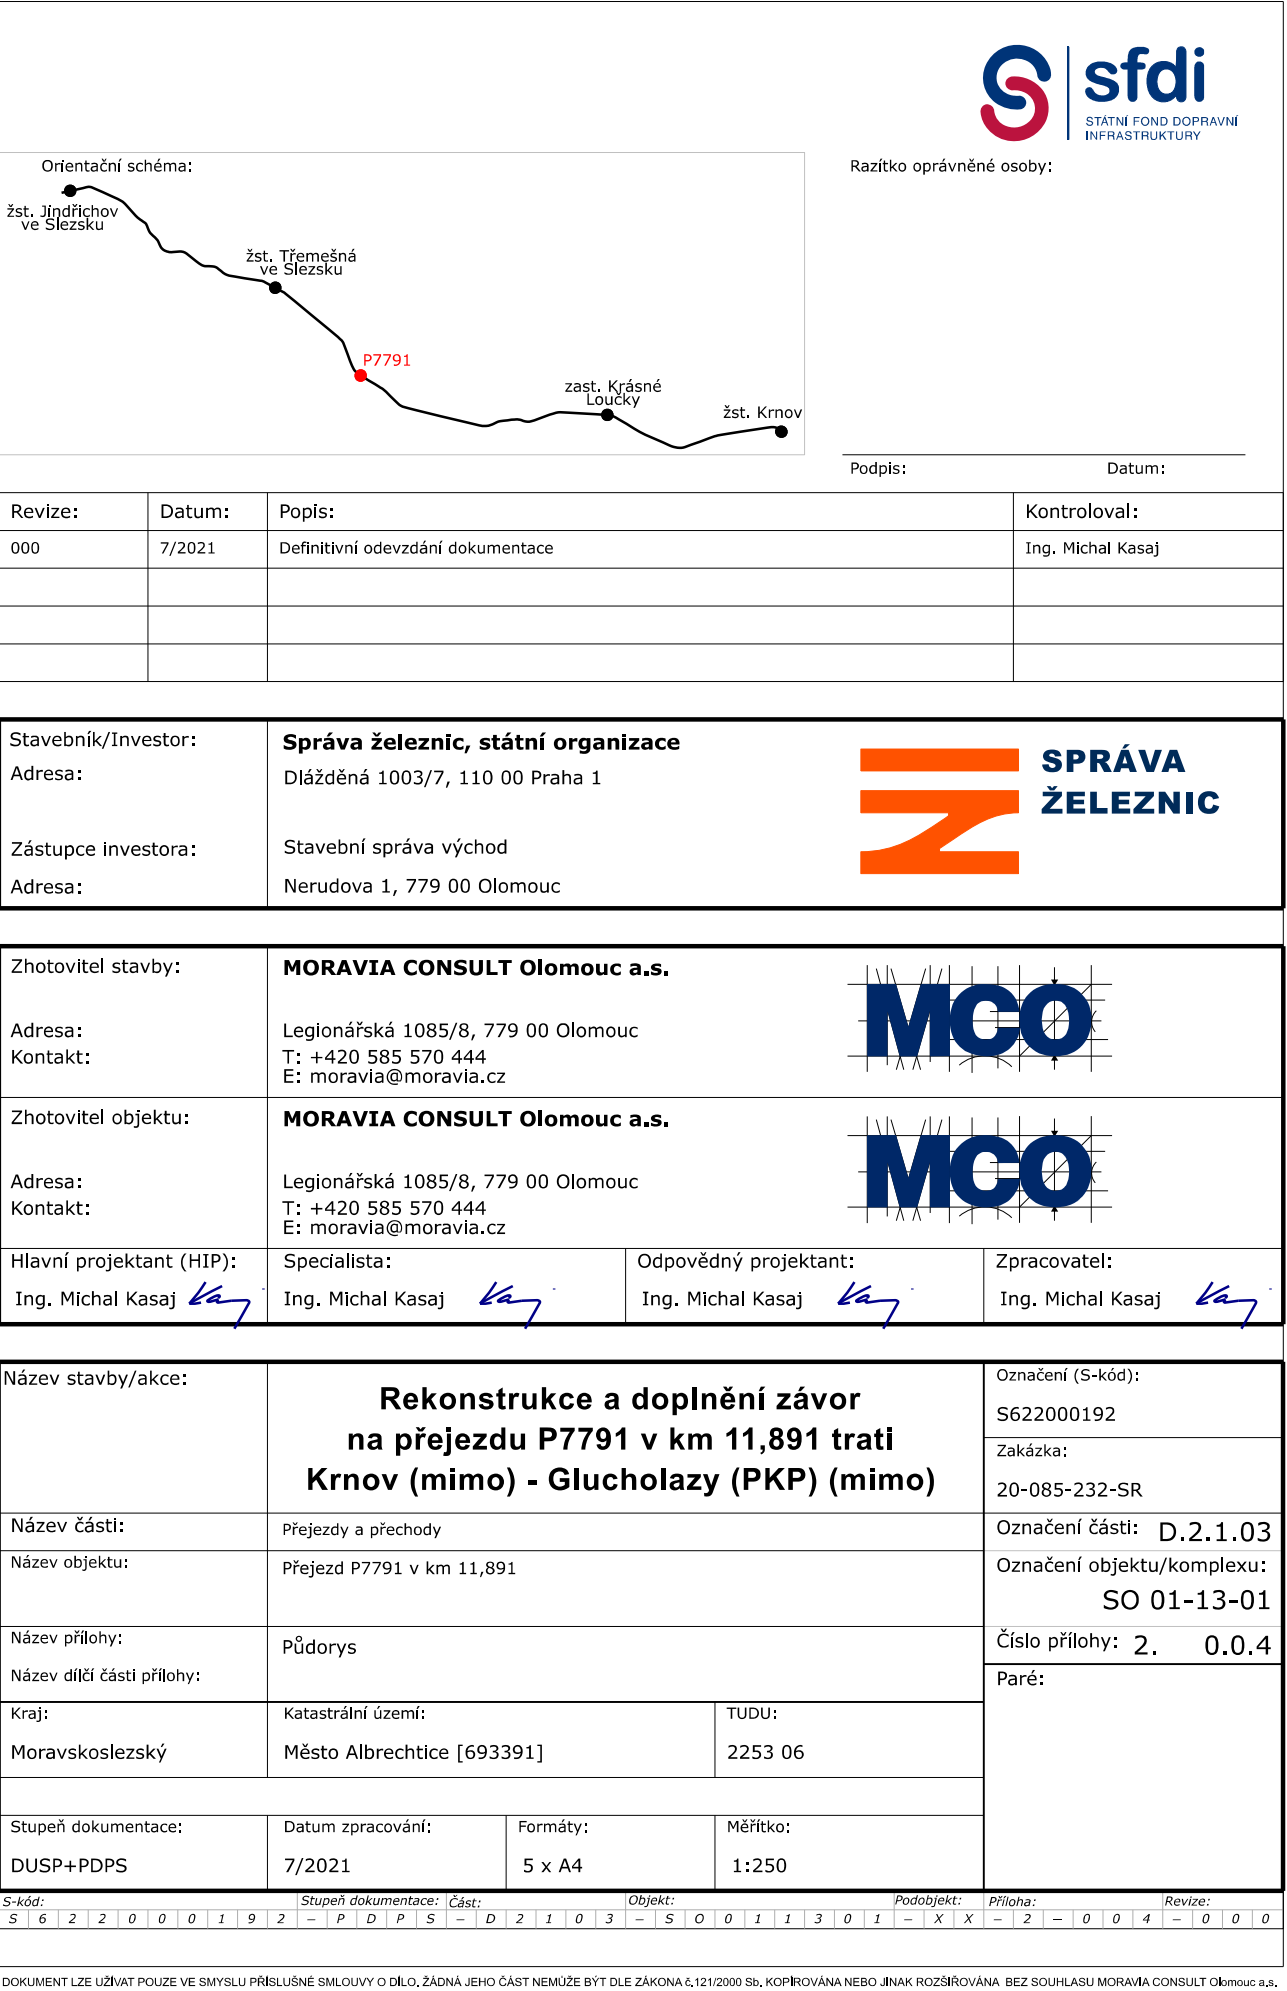 sfdi
STÁTNÍ FOND DOPRAVNÍ
INFRASTRUKTURY
Orientační schéma:
Razítko oprávněné osoby:
žst. Jindřichov
ve Slezsku
žst. Třemešná
ve Slezsku
P7791
zast. Krásné
Loučky
žst. Krnov
Podpis: Datum:
Revize: Datum: Popis: Kontroloval:
000 7/2021 Definitivní odevzdání dokumentace Ing. Michal Kasaj
Stavebník/Investor: Správa železnic, státní organizace
Adresa: Dlážděná 1003/7, 110 00 Praha 1
SPRÁVA
ŽELEZNIC
Zástupce investora: Stavební správa východ
Adresa: Nerudova 1, 779 00 Olomouc
Zhotovitel stavby: MORAVIA CONSULT Olomouc a.s.
MCO
Adresa: Legionářská 1085/8, 779 00 Olomouc
Kontakt: T: +420 585 570 444
E: moravia@moravia.cz
Zhotovitel objektu: MORAVIA CONSULT Olomouc a.s.
MCO
Adresa: Legionářská 1085/8, 779 00 Olomouc
Kontakt: T: +420 585 570 444
E: moravia@moravia.cz
Hlavní projektant (HIP): Specialista: Odpovědný projektant: Zpracovatel:
Ing. Michal Kasaj Ing. Michal Kasaj Ing. Michal Kasaj Ing. Michal Kasaj
Název stavby/akce:
Rekonstrukce a doplnění závor
na přejezdu P7791 v km 11,891 trati
Krnov (mimo) - Glucholazy (PKP) (mimo)
Označení (S-kód):
S622000192
Zakázka:
20-085-232-SR
Název části: Přejezdy a přechody
Označení části: D.2.1.03
Název objektu: Přejezd P7791 v km 11,891
Označení objektu/komplexu:
SO 01-13-01
Název přílohy: Půdorys
Číslo přílohy: 2. 0.0.4
Název dílčí části přílohy:
Paré:
Kraj: Katastrální území: TUDU:
Moravskoslezský Město Albrechtice [693391] 2253 06
Stupeň dokumentace: Datum zpracování: Formáty: Měřítko:
DUSP+PDPS 7/2021 5 x A4 1:250
S-kód: Stupeň dokumentace: Část: Objekt: Podobjekt: Příloha: Revize:
S 6 2 2 0 0 0 1 9 2 – P D P S – D 2 1 0 3 – S O 0 1 1 3 0 1 – X X – 2 – 0 0 4 – 0 0 0
DOKUMENT LZE UŽÍVAT POUZE VE SMYSLU PŘÍSLUŠNÉ SMLOUVY O DÍLO. ŽÁDNÁ JEHO ČÁST NEMŮŽE BÝT DLE ZÁKONA č.121/2000 Sb. KOPÍROVÁNA NEBO JINAK ROZŠIŘOVÁNA BEZ SOUHLASU MORAVIA CONSULT Olomouc a.s.